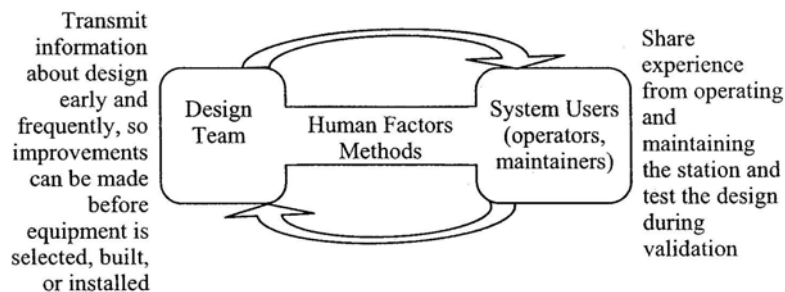 Transmit
information
about design
early and
frequently, so
improvements
can be made
before
equipment is
selected, built,
or installed
Design
Team
Human Factors
Methods
System Users
(operators,
maintainers)
Share
experience
from operating
and
maintaining
the station and
test the design
during
validation